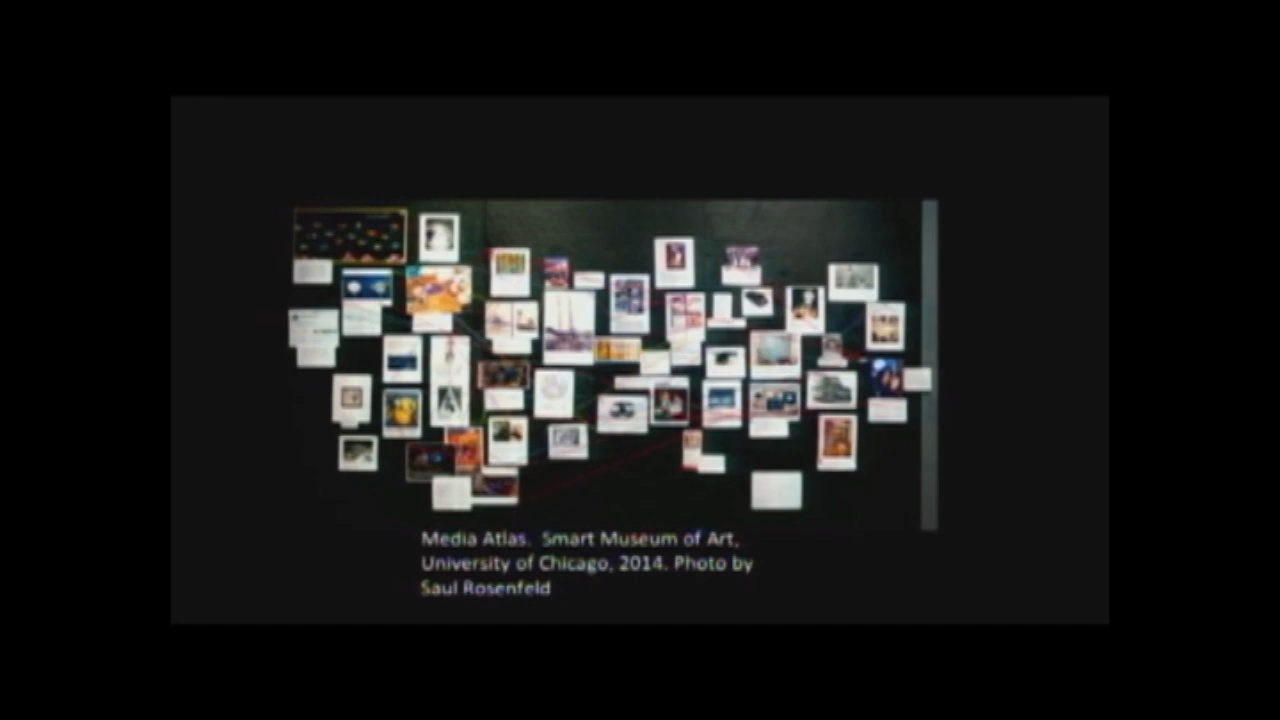 Media Atlas. Smart Museum of Art,
University of Chicago, 2014. Photo by
Saul Rosenfeld